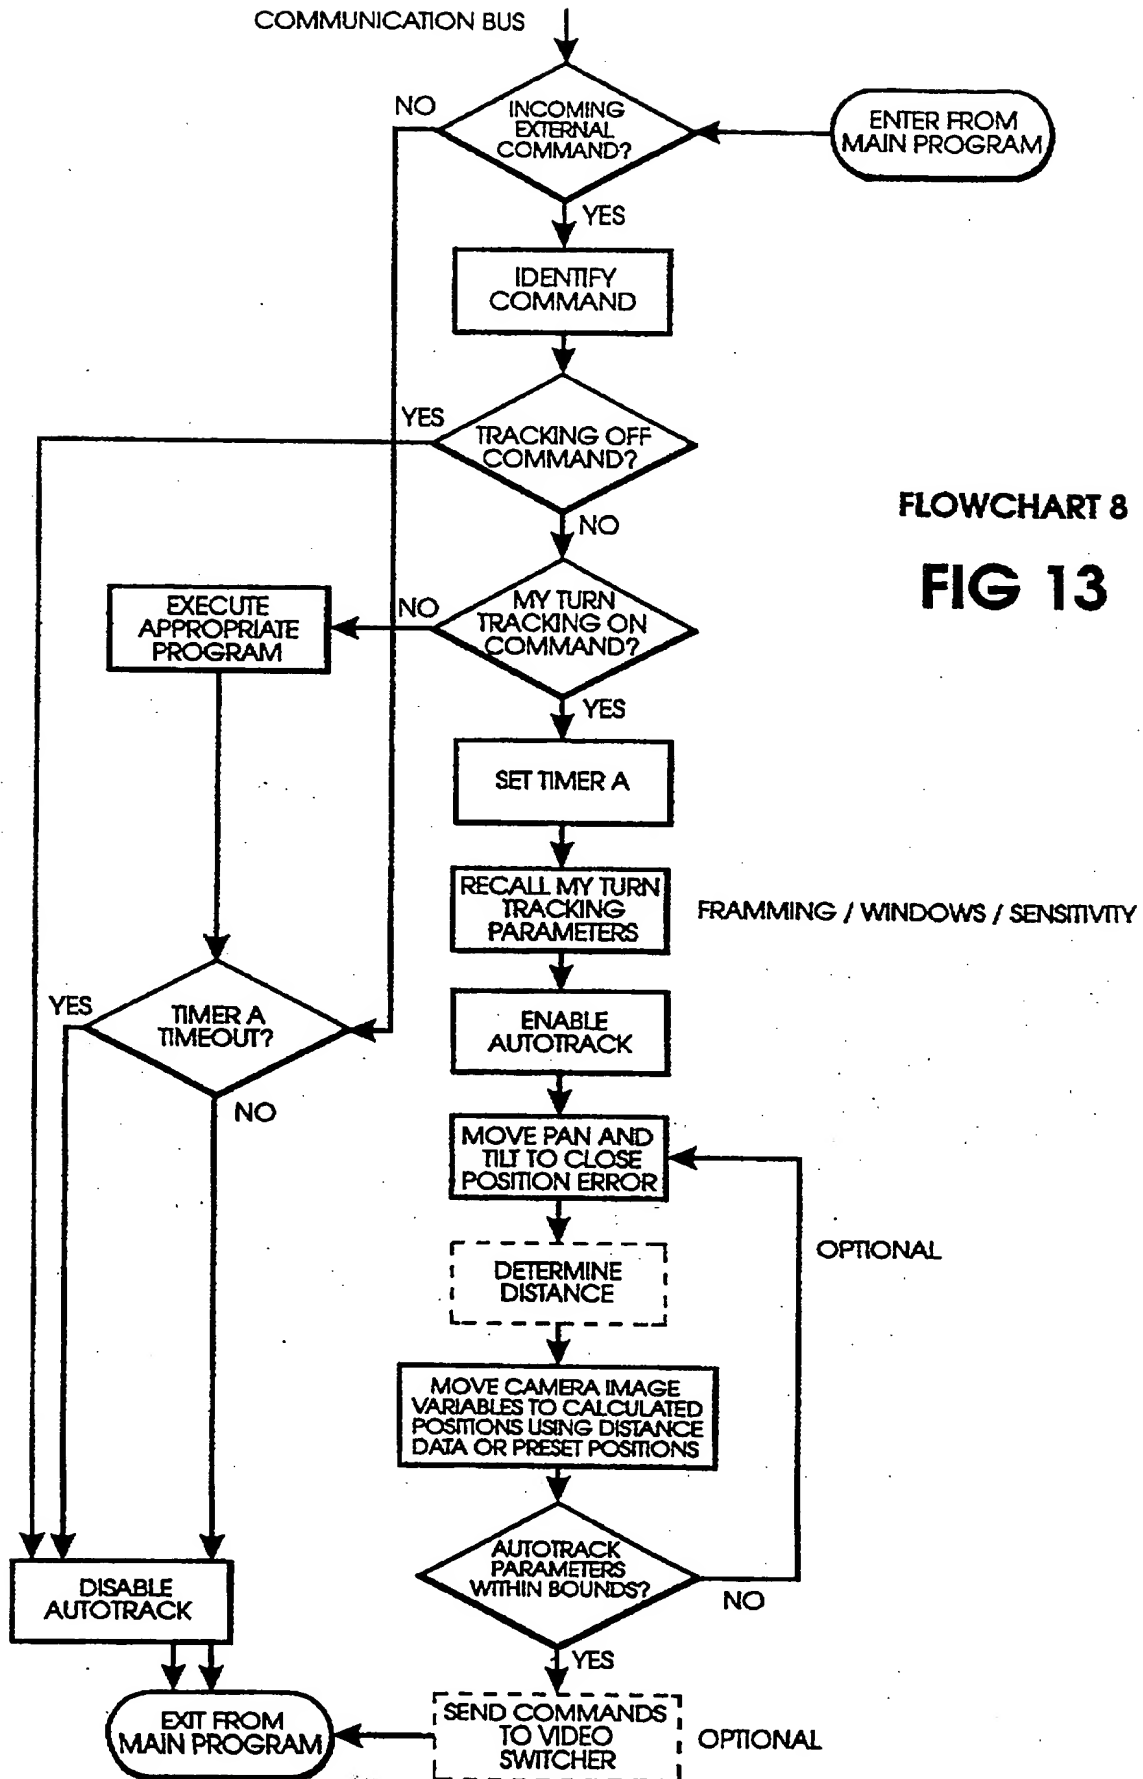 COMMUNICATION BUS
NO
INCOMING
EXTERNAL
COMMAND?
ENTER FROM
MAIN PROGRAM
YES
IDENTIFY
COMMAND
YES
TRACKING OFF
COMMAND?
NO
FLOWCHART 8
FIG 13
EXECUTE
APPROPRIATE
PROGRAM
NO
MY TURN
TRACKING ON
COMMAND?
YES
SET TIMER A
RECALL MY TURN
TRACKING
PARAMETERS
FRAMMING / WINDOWS / SENSITIVITY
YES
TIMER A
TIMEOUT?
NO
ENABLE
AUTOTRACK
MOVE PAN AND
TILT TO CLOSE
POSITION ERROR
OPTIONAL
DETERMINE
DISTANCE
MOVE CAMERA IMAGE
VARIABLES TO CALCULATED
POSITIONS USING DISTANCE
DATA OR PRESET POSITIONS
AUTOTRACK
PARAMETERS
WITHIN BOUNDS?
NO
DISABLE
AUTOTRACK
YES
SEND COMMANDS
TO VIDEO
SWITCHER
OPTIONAL
EXIT FROM
MAIN PROGRAM